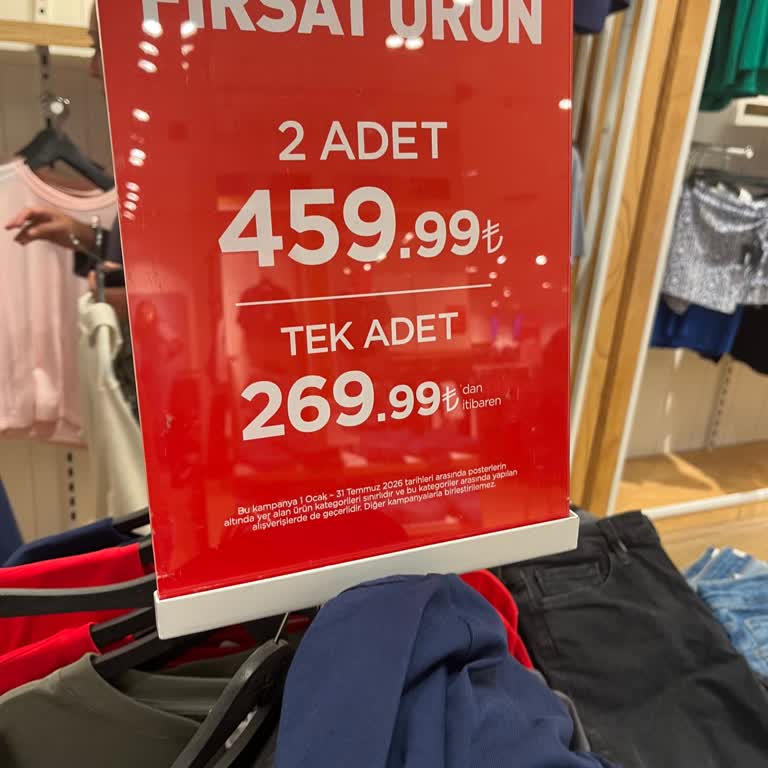 FIRSAT ÜRÜN
2 ADET
459.99₺
TEK ADET
269.99₺ 'dan
itibaren
Bu kampanya 1 Ocak – 31 Temmuz 2026 tarihleri arasında posterlerin
altında yer alan ürün kategorileri sınırlıdır ve bu kategoriler arasında yapılan
alışverişlerde de geçerlidir. Diğer kampanyalarla birleştirilemez.